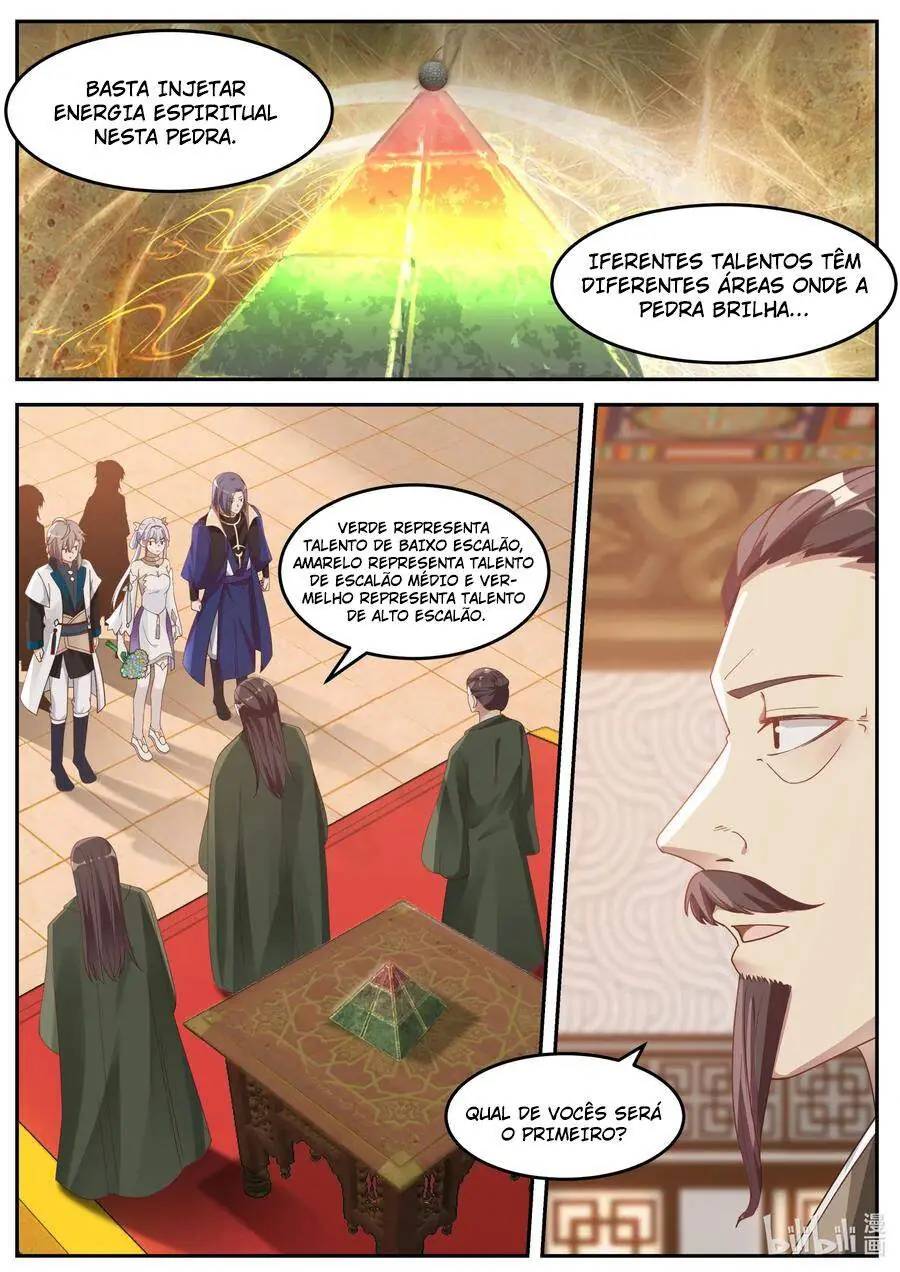 BASTA INJETAR
ENERGIA ESPIRITUAL
NESTA PEDRA.
IFERENTES TALENTOS TÊM
DIFERENTES ÁREAS ONDE A
PEDRA BRILHA...
VERDE REPRESENTA
TALENTO DE BAIXO ESCALÃO,
AMARELO REPRESENTA TALENTO
DE ESCALÃO MÉDIO E VER-
MELHO REPRESENTA TALENTO
DE ALTO ESCALÃO.
QUAL DE VOCÊS SERÁ
O PRIMEIRO?
bilibili 漫画